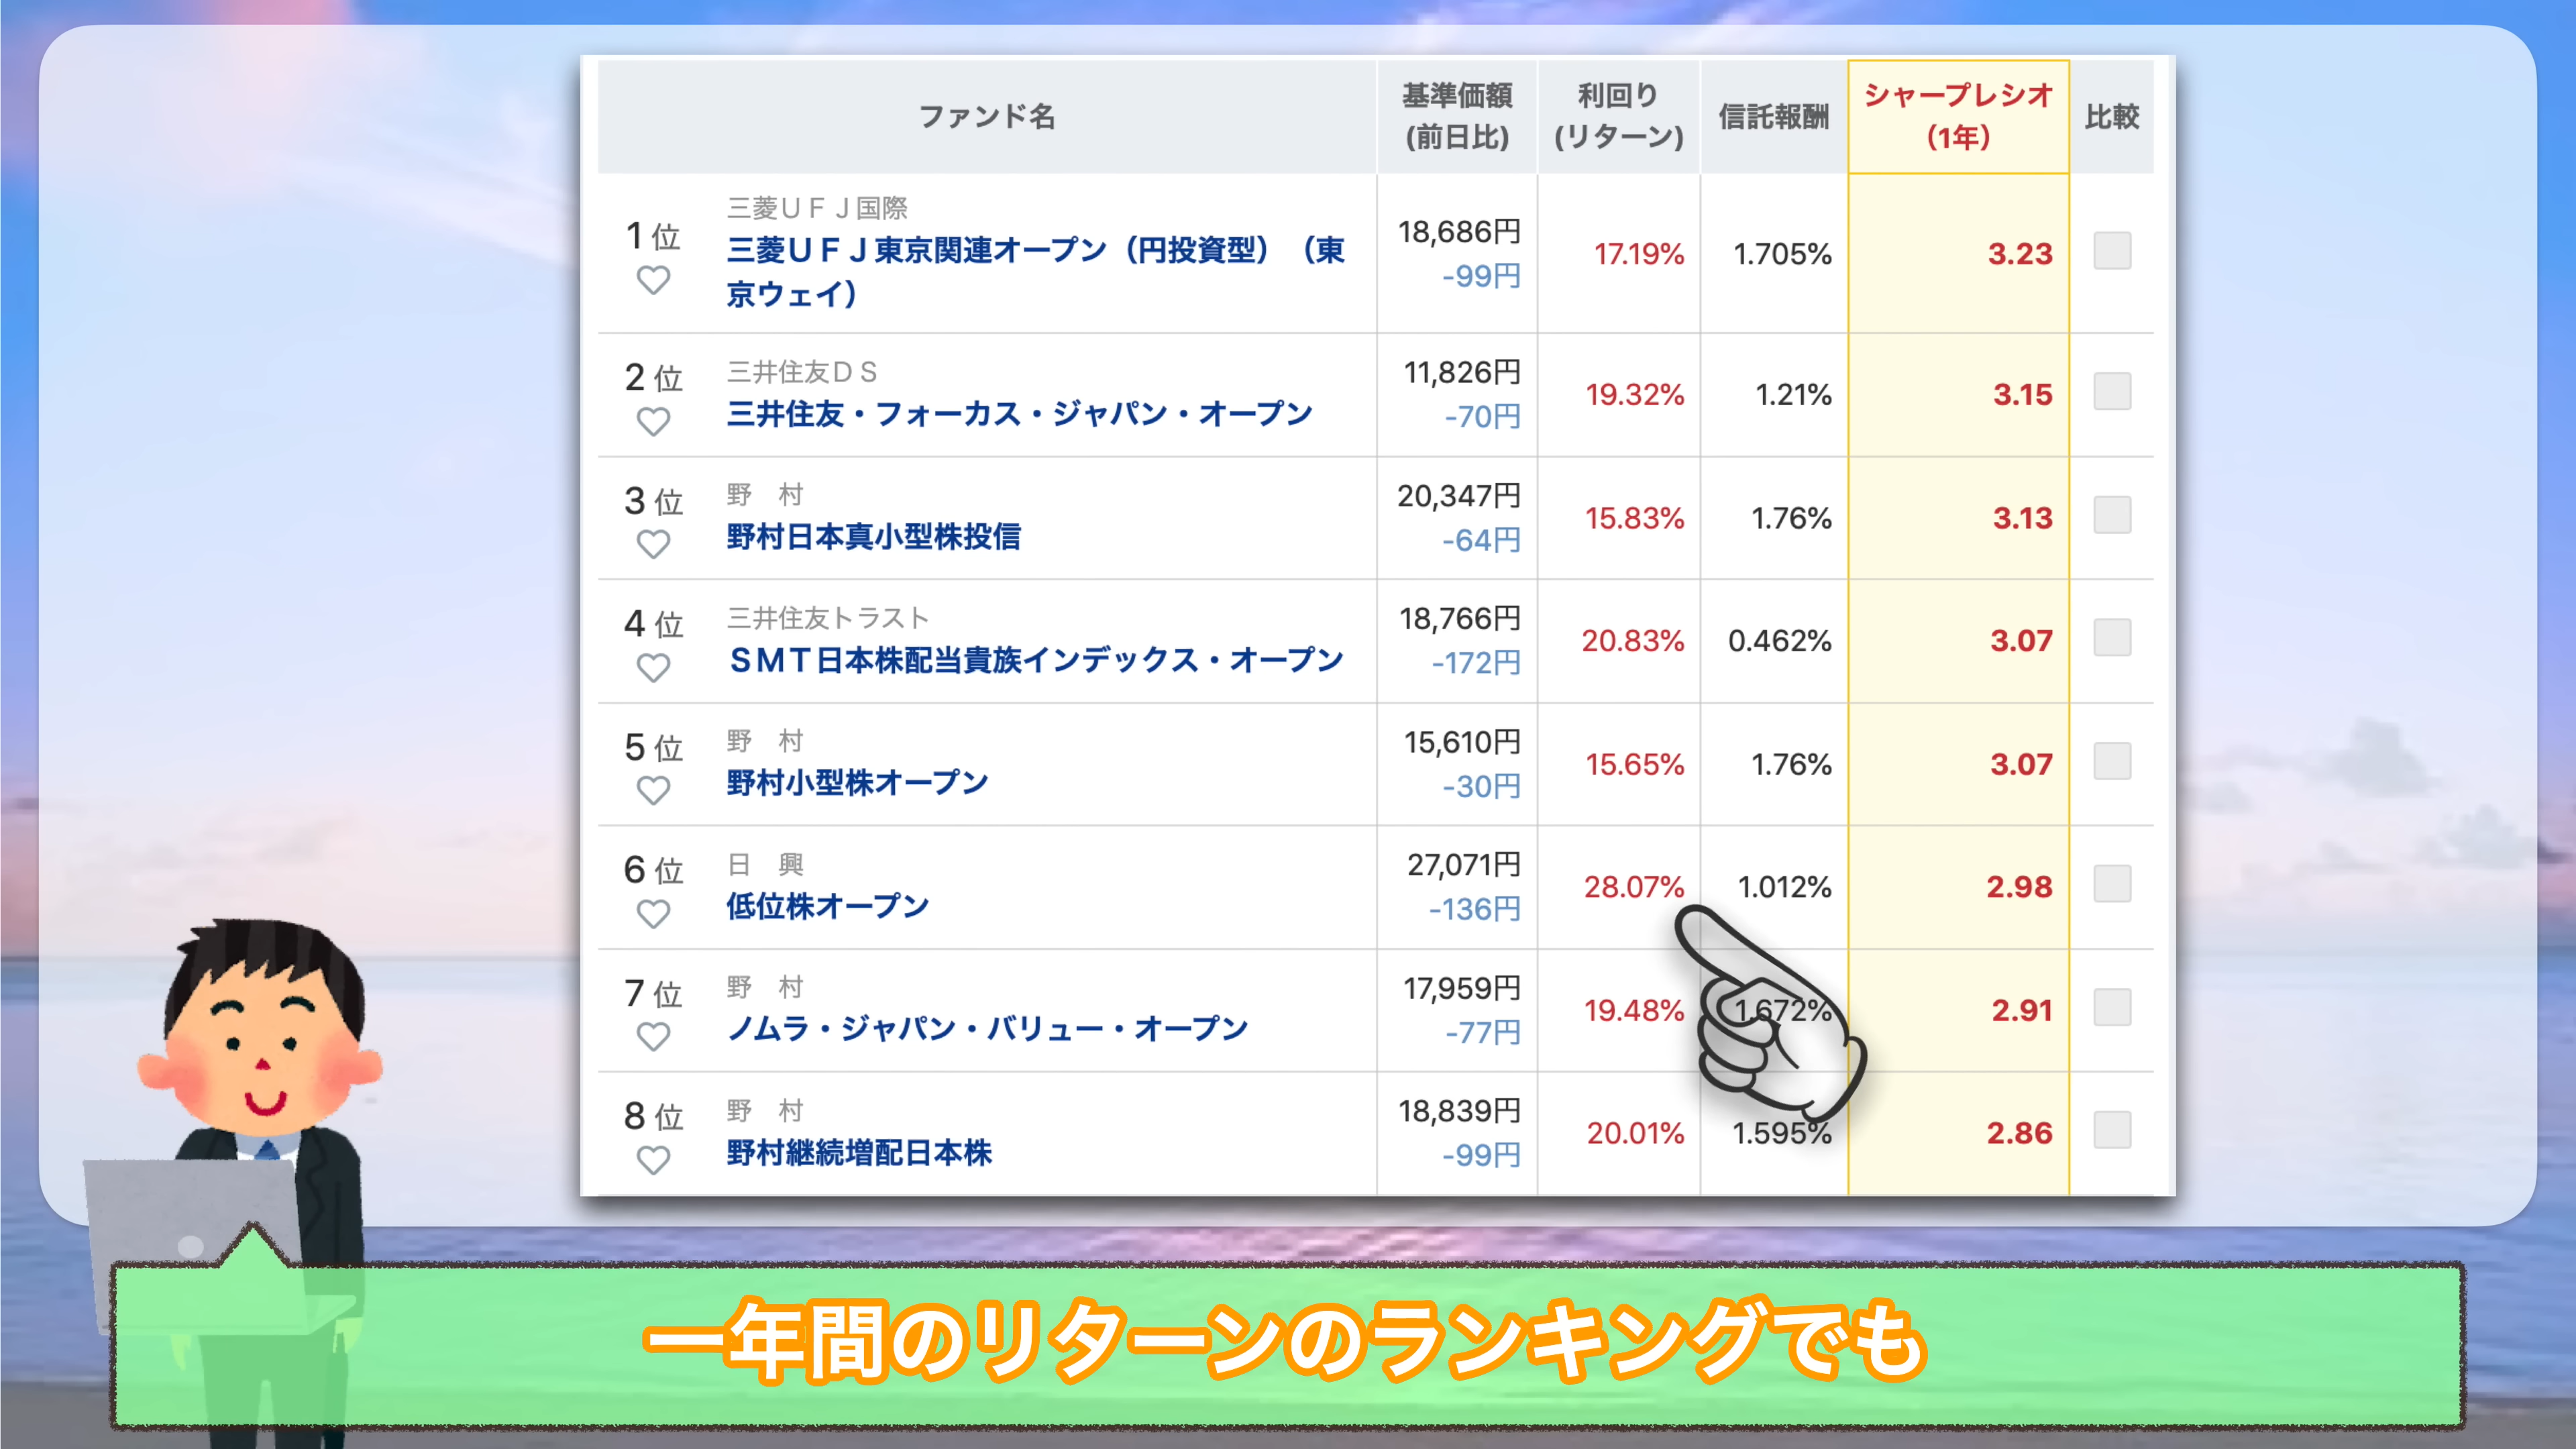 ファンド名
基準価額
(前日比)
利回り
(リターン)
信託報酬
シャープレシオ
(1年)
比較
1位
三菱ＵＦＪ国際
三菱ＵＦＪ東京関連オープン（円投資型）（東
京ウェイ）
18,686円
-99円
17.19%
1.705%
3.23
2位
三井住友ＤＳ
三井住友・フォーカス・ジャパン・オープン
11,826円
-70円
19.32%
1.21%
3.15
3位
野　村
野村日本真小型株投信
20,347円
-64円
15.83%
1.76%
3.13
4位
三井住友トラスト
ＳＭＴ日本株配当貴族インデックス・オープン
18,766円
-172円
20.83%
0.462%
3.07
5位
野　村
野村小型株オープン
15,610円
-30円
15.65%
1.76%
3.07
6位
日　興
低位株オープン
27,071円
-136円
28.07%
1.012%
2.98
7位
野　村
ノムラ・ジャパン・バリュー・オープン
17,959円
-77円
19.48%
1.672%
2.91
8位
野　村
野村継続増配日本株
18,839円
-99円
20.01%
1.595%
2.86
一年間のリターンのランキングでも